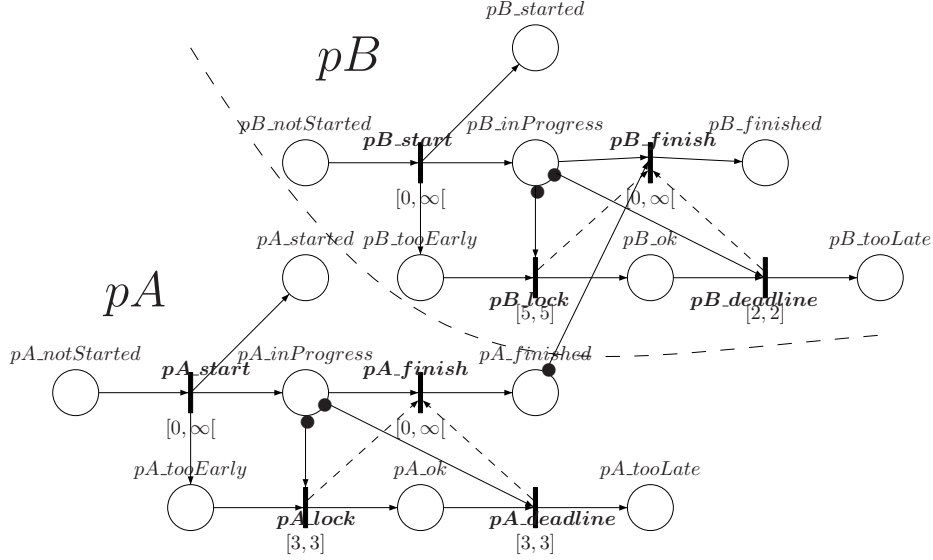 pB_started
pB
pB_notStarted
pB_start
pB_inProgress
pB_finish
pB_finished
[0, ∞[
[0, ∞[
pA_started
pB_tooEarly
pB_ok
pB_tooLate
pA
pB_lock
pB_deadline
[5, 5]
[2, 2]
pA_notStarted
pA_start
pA_inProgress
pA_finish
pA_finished
[0, ∞[
[0, ∞[
pA_tooEarly
pA_ok
pA_tooLate
pA_lock
pA_deadline
[3, 3]
[3, 3]